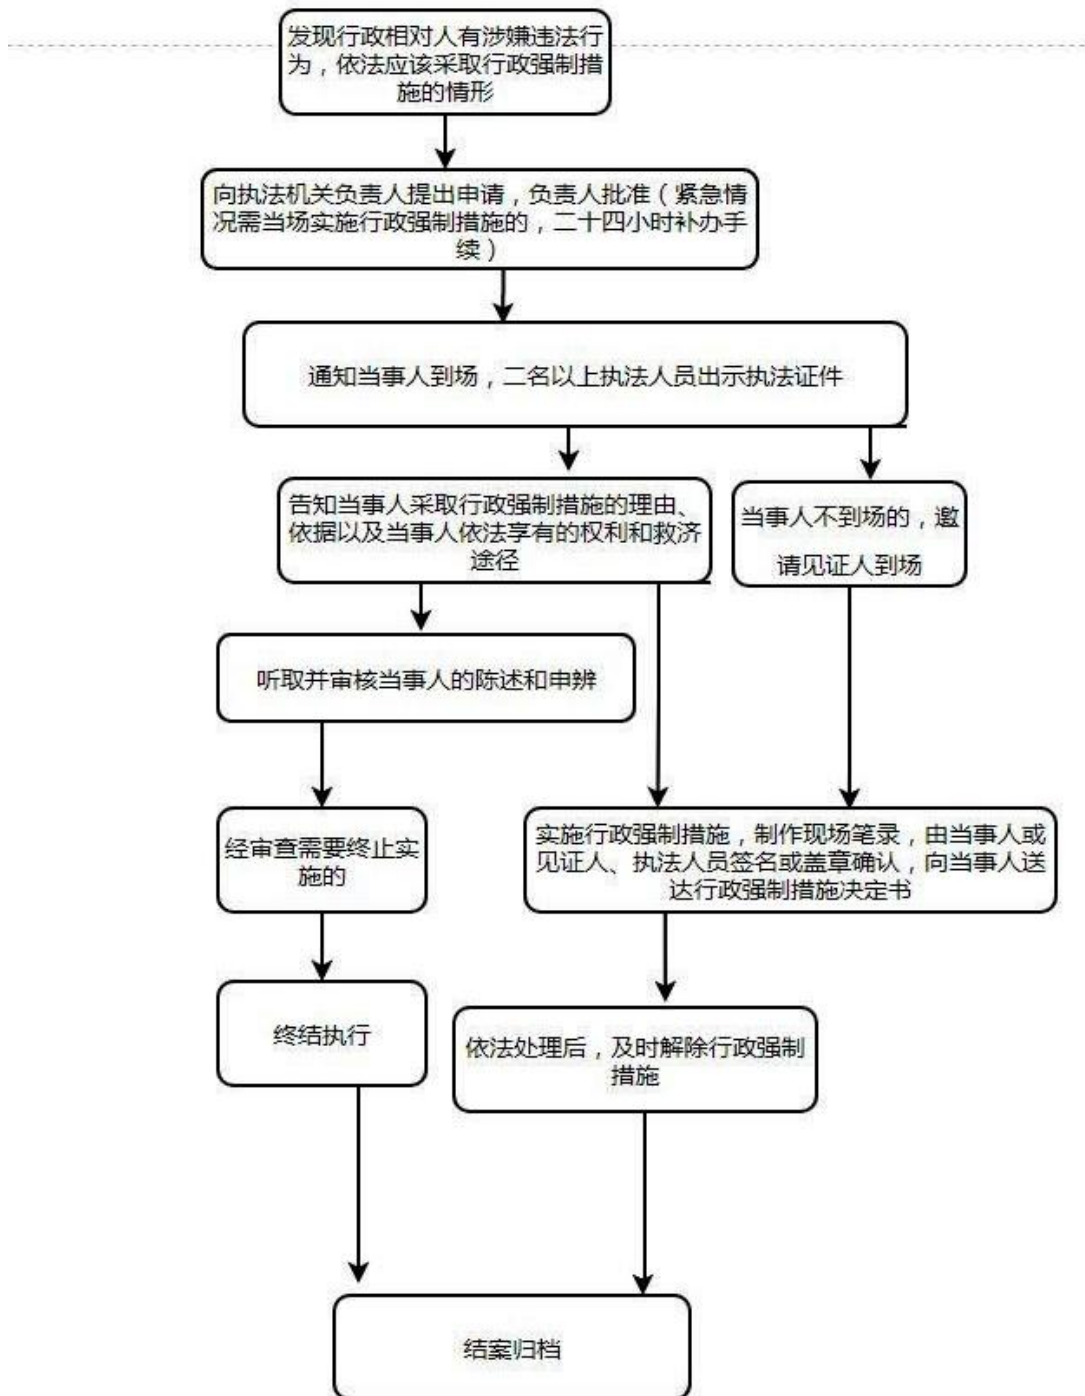 发现行政相对人有涉嫌违法行
为，依法应该采取行政强制措
施的情形
向执法机关负责人提出申请，负责人批准（紧急情
况需当场实施行政强制措施的，二十四小时补办手
续）
通知当事人到场，二名以上执法人员出示执法证件
告知当事人采取行政强制措施的理由、
依据以及当事人依法享有的权利和救济
途径
当事人不到场的，邀
请见证人到场
听取并审核当事人的陈述和申辨
经审查需要终止实
施的
实施行政强制措施，制作现场笔录，由当事人或
见证人、执法人员签名或盖章确认，向当事人送
达行政强制措施决定书
终结执行
依法处理后，及时解除行政强制
措施
结案归档